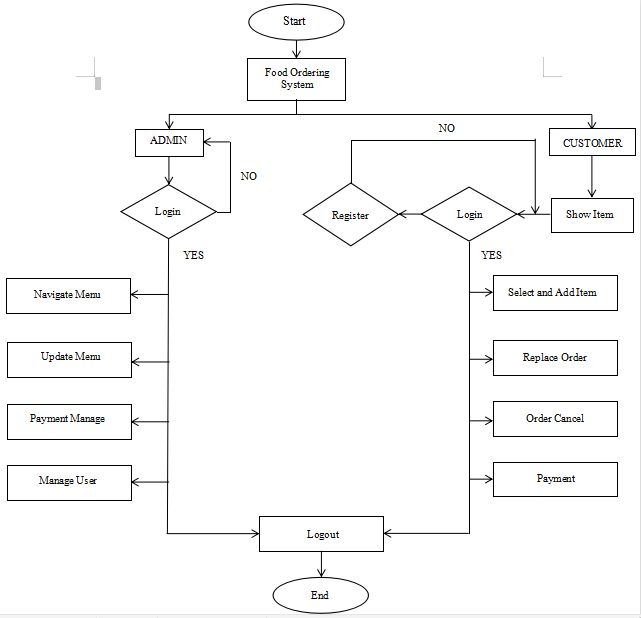 Start
Food Ordering
System
ADMIN
NO
CUSTOMER
NO
Login
Register
Login
Show Item
YES
YES
Navigate Menu
Select and Add Item
Update Menu
Replace Order
Payment Manage
Order Cancel
Manage User
Payment
Logout
End